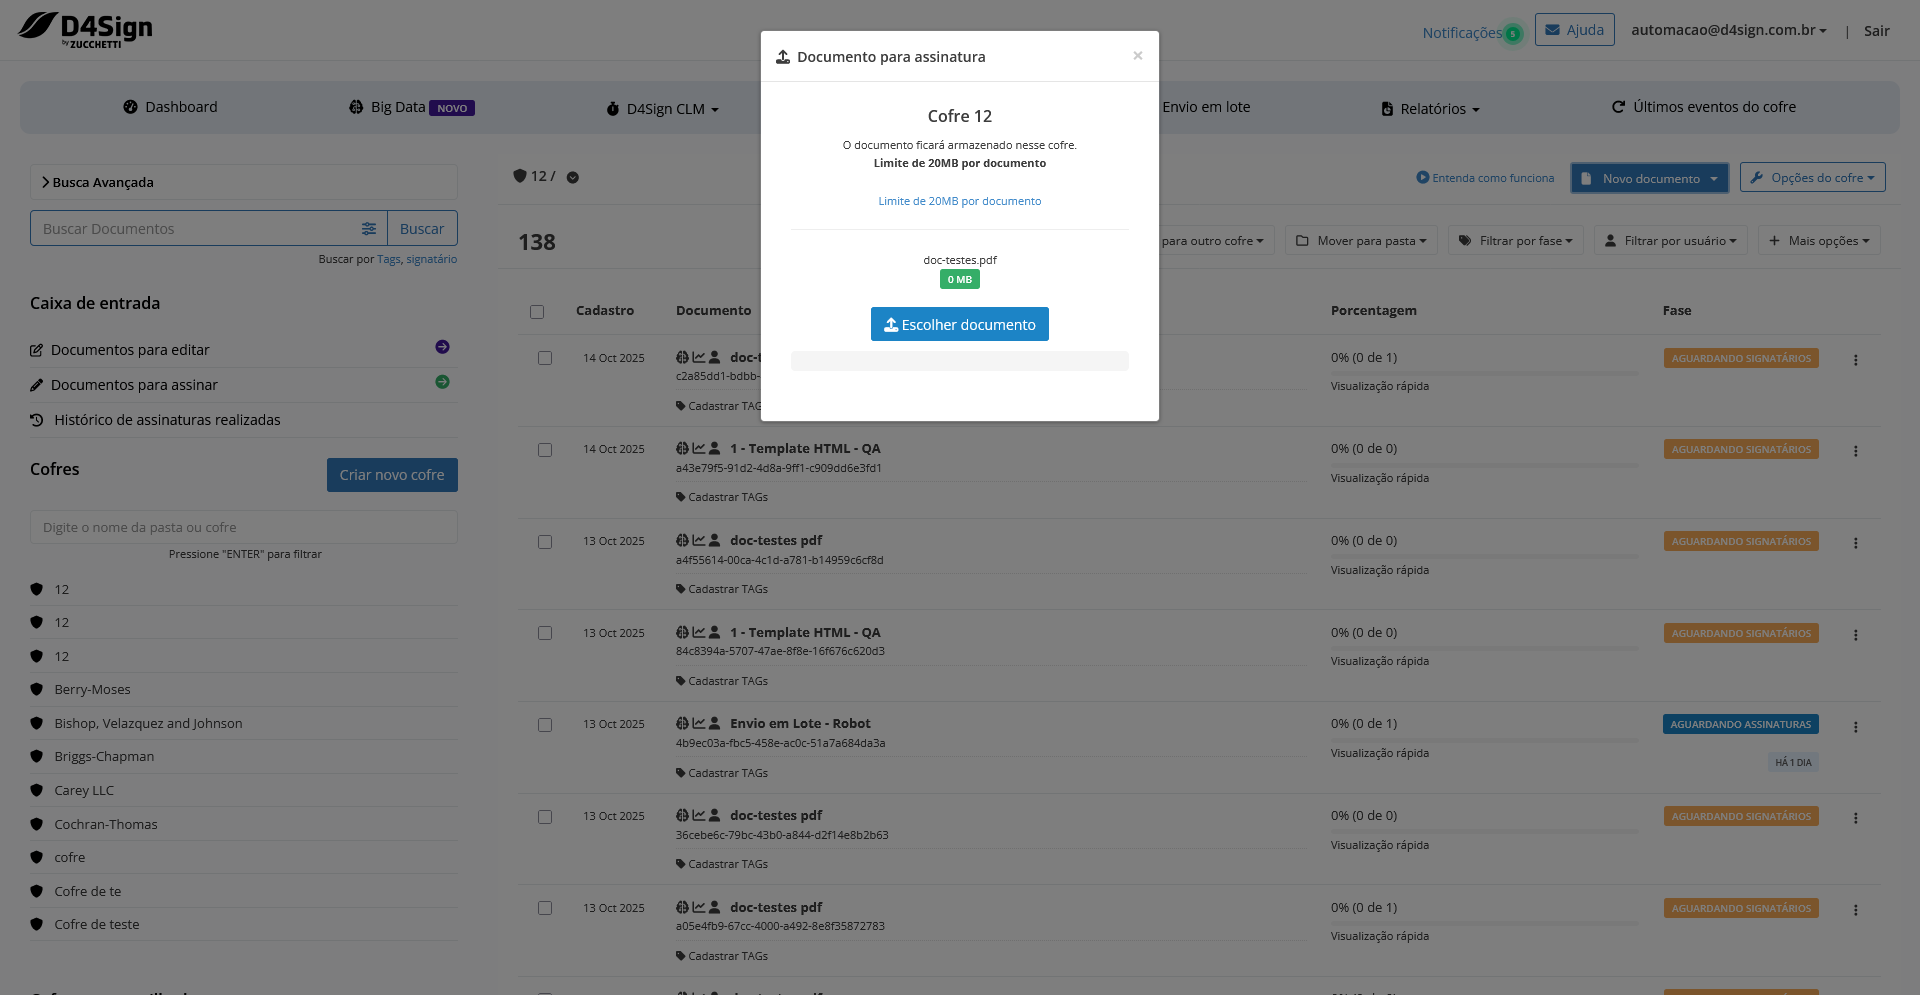 D4Sign
by ZUCCHETTI
Notificações 5
Ajuda
automacao@d4sign.com.br
|
Sair
Dashboard
Big Data NOVO
D4Sign CLM
Envio em lote
Relatórios
Últimos eventos do cofre
Documento para assinatura
×
Cofre 12
O documento ficará armazenado nesse cofre.
Limite de 20MB por documento
Limite de 20MB por documento
doc-testes.pdf
0 MB
Escolher documento
Busca Avançada
Buscar Documentos
Buscar
Buscar por Tags, signatário
Caixa de entrada
Documentos para editar
Documentos para assinar
Histórico de assinaturas realizadas
Cofres
Criar novo cofre
Digite o nome da pasta ou cofre
Pressione "ENTER" para filtrar
12
12
12
Berry-Moses
Bishop, Velazquez and Johnson
Briggs-Chapman
Carey LLC
Cochran-Thomas
cofre
Cofre de te
Cofre de teste
12 /
Entenda como funciona
Novo documento
Opções do cofre
138
para outro cofre
Mover para pasta
Filtrar por fase
Filtrar por usuário
Mais opções
Cadastro
Documento
Porcentagem
Fase
14 Oct 2025
doc-t
c2a85dd1-bdbb-
Cadastrar TAG
0% (0 de 1)
Visualização rápida
AGUARDANDO SIGNATÁRIOS
14 Oct 2025
1 - Template HTML - QA
a43e79f5-91d2-4d8a-9ff1-c909dd6e3fd1
Cadastrar TAGs
0% (0 de 0)
Visualização rápida
AGUARDANDO SIGNATÁRIOS
13 Oct 2025
doc-testes pdf
a4f55614-00ca-4c1d-a781-b14959c6cf8d
Cadastrar TAGs
0% (0 de 0)
Visualização rápida
AGUARDANDO SIGNATÁRIOS
13 Oct 2025
1 - Template HTML - QA
84c8394a-5707-47ae-8f8e-16f676c620d3
Cadastrar TAGs
0% (0 de 0)
Visualização rápida
AGUARDANDO SIGNATÁRIOS
13 Oct 2025
Envio em Lote - Robot
4b9ec03a-fbc5-458e-ac0c-51a7a684da3a
Cadastrar TAGs
0% (0 de 1)
Visualização rápida
AGUARDANDO ASSINATURAS
HÁ 1 DIA
13 Oct 2025
doc-testes pdf
36cebe6c-79bc-43b0-a844-d2f14e8b2b63
Cadastrar TAGs
0% (0 de 0)
Visualização rápida
AGUARDANDO SIGNATÁRIOS
13 Oct 2025
doc-testes pdf
a05e4fb9-67cc-4000-a492-8e8f35872783
Cadastrar TAGs
0% (0 de 1)
Visualização rápida
AGUARDANDO SIGNATÁRIOS